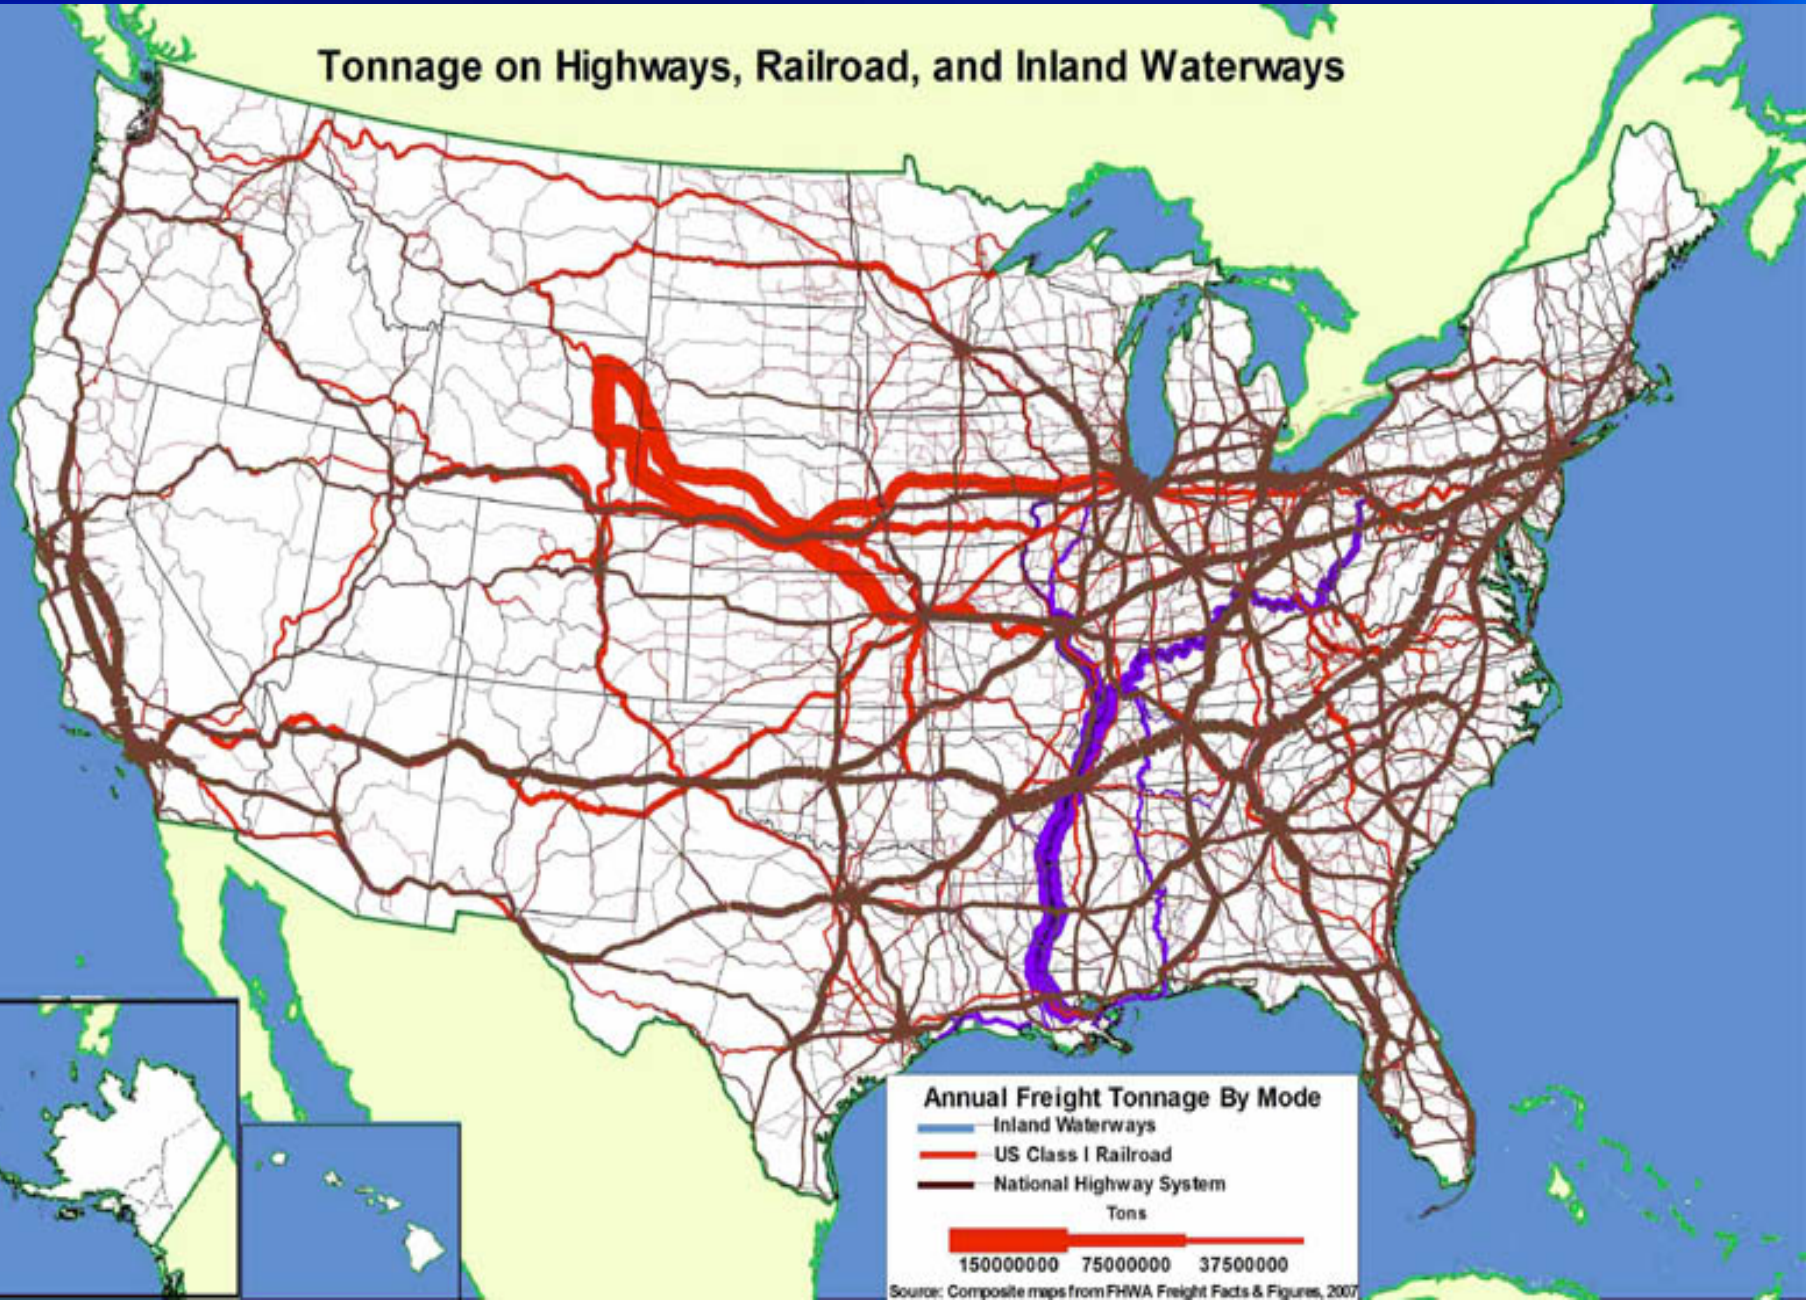 Tonnage on Highways, Railroad, and Inland Waterways
Annual Freight Tonnage By Mode
Inland Waterways
US Class I Railroad
National Highway System
Tons
150000000 75000000 37500000
Source: Composite maps from FHWA Freight Facts & Figures, 2007